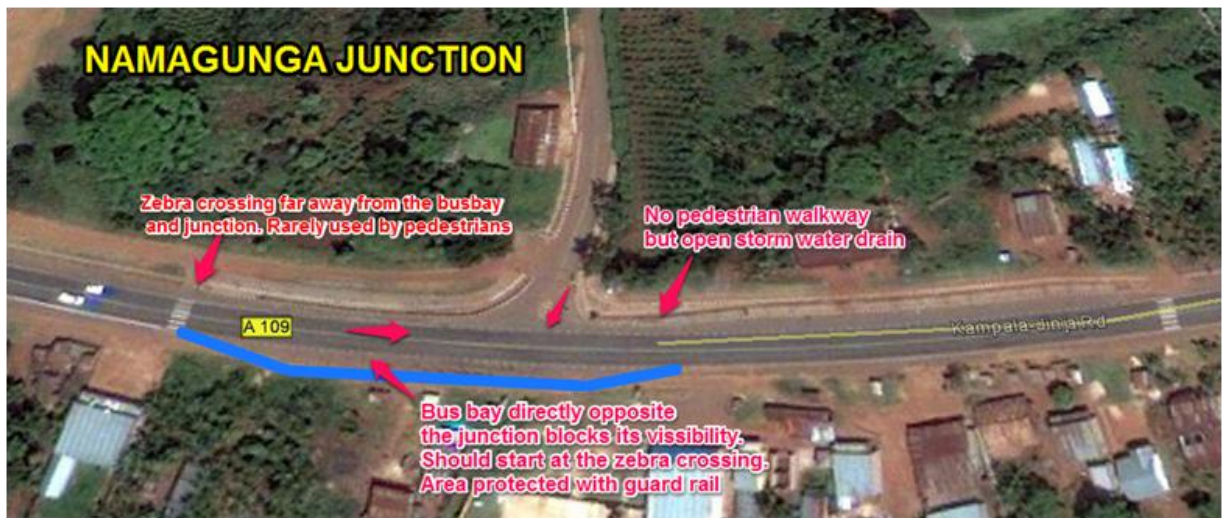 NAMAGUNGA JUNCTION
Zebra crossing far away from the busbay
and junction. Rarely used by pedestrians
No pedestrian walkway
but open storm water drain
A 109
Kampala-Jinja Rd
Bus bay directly opposite
the junction blocks its vissibility.
Should start at the zebra crossing.
Area protected with guard rail